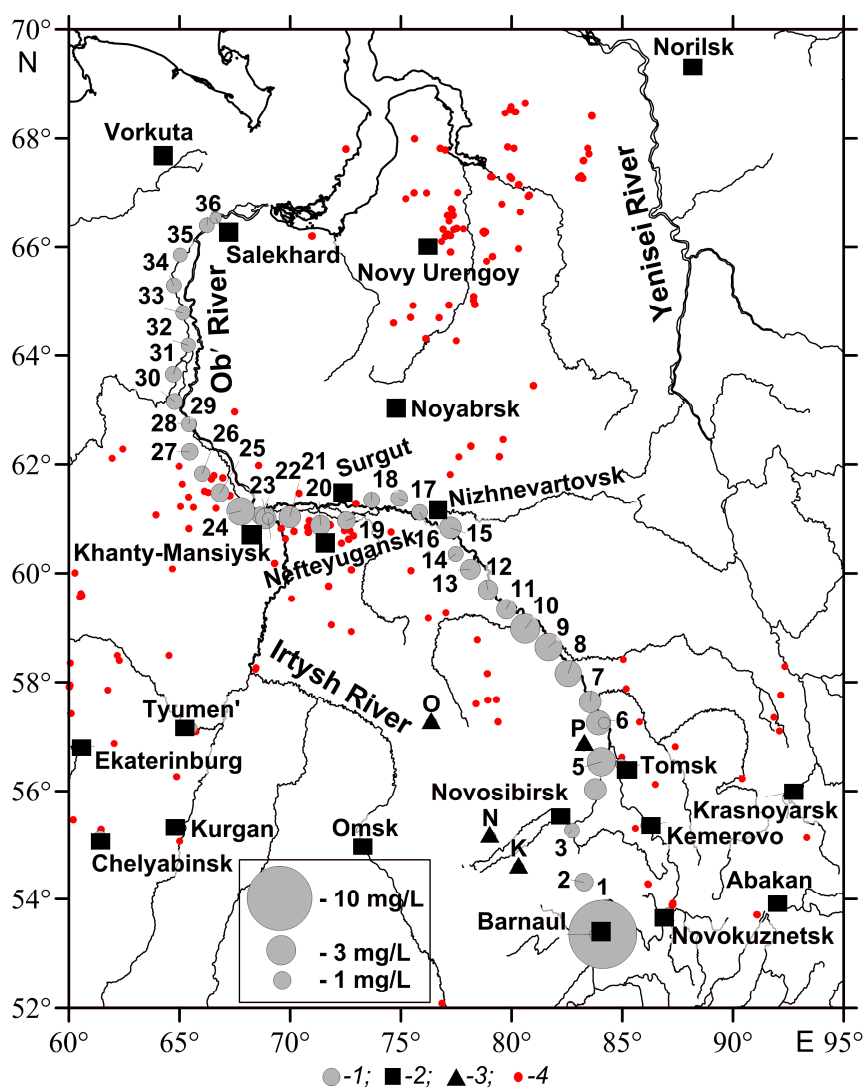 70°
N
68°
66°
64°
62°
60°
58°
56°
54°
52°
60°
65°
70°
75°
80°
85°
90°
E 95°
Norilsk
Vorkuta
Yenisei River
36
35
Salekhard
Novy Urengoy
34
33
Ob' River
32
31
30
29
Noyabrsk
28
26
27
25
Surgut
21
22
20
18
17
Nizhnevartovsk
23
24
19
16
15
Khanty-Mansiysk
Nefteyugansk
14
13
12
11
10
9
8
7
Irtysh River
O
Tyumen'
P
6
5
Ekaterinburg
Tomsk
Novosibirsk
Krasnoyarsk
N
Kurgan
Omsk
3
Kemerovo
Chelyabinsk
K
2
1
Abakan
- 10 mg/L
Barnaul
Novokuznetsk
- 3 mg/L
- 1 mg/L
-1; -2; -3; -4